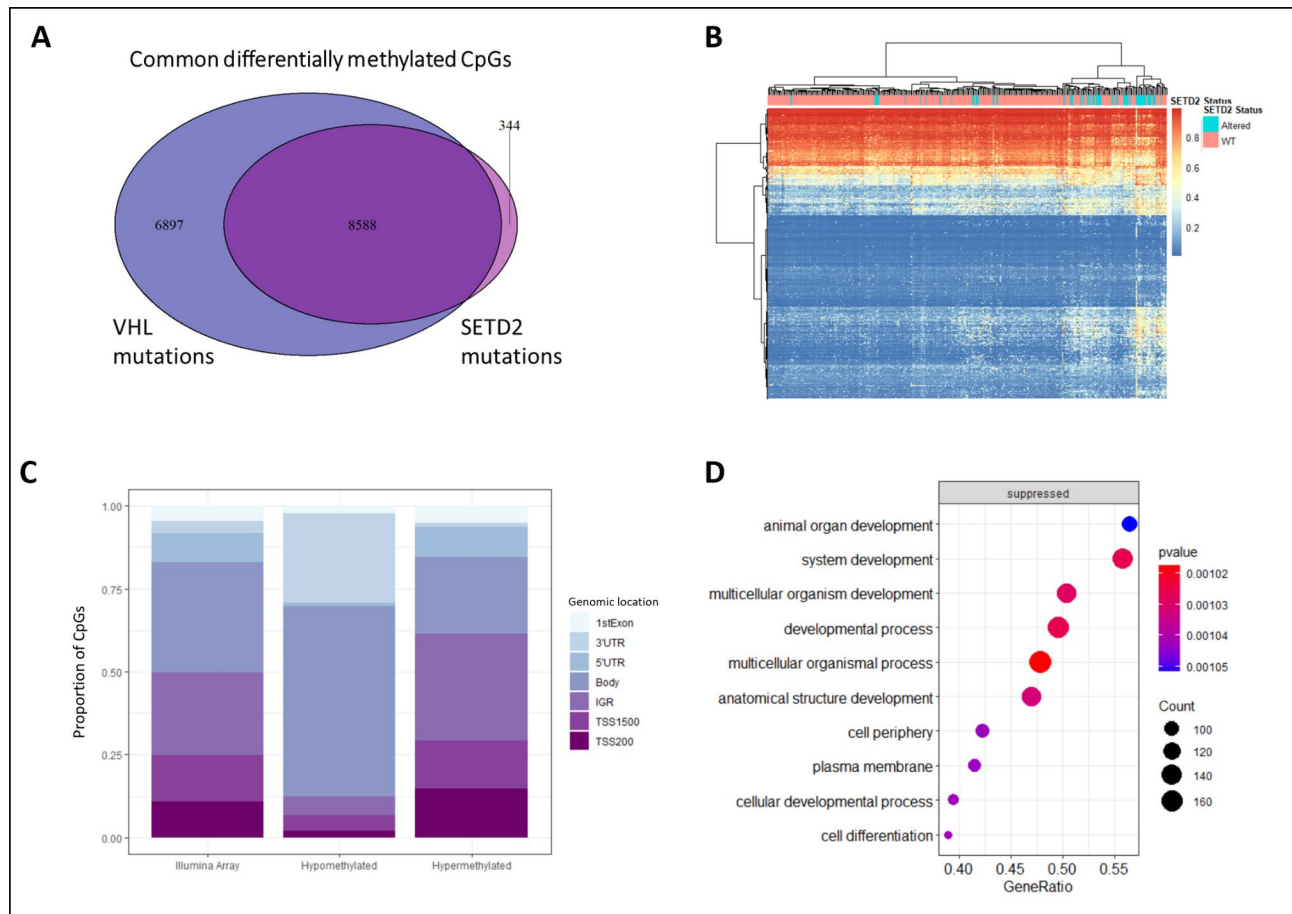 A
Common differentially methylated CpGs
344
6897
8588
VHL
mutations
SETD2
mutations
B
SETD2 Status
SETD2 Status
Altered
WT
0.8
0.6
0.4
0.2
C
Proportion of CpGs
1.00
0.75
0.50
0.25
0.00
Illumina Array
Hypomethylated
Hypermethylated
Genomic location
1stExon
3'UTR
5'UTR
Body
IGR
TSS1500
TSS200
D
suppressed
animal organ development
system development
multicellular organism development
developmental process
multicellular organismal process
anatomical structure development
cell periphery
plasma membrane
cellular developmental process
cell differentiation
0.40
0.45
0.50
0.55
GeneRatio
pvalue
0.00102
0.00103
0.00104
0.00105
Count
100
120
140
160